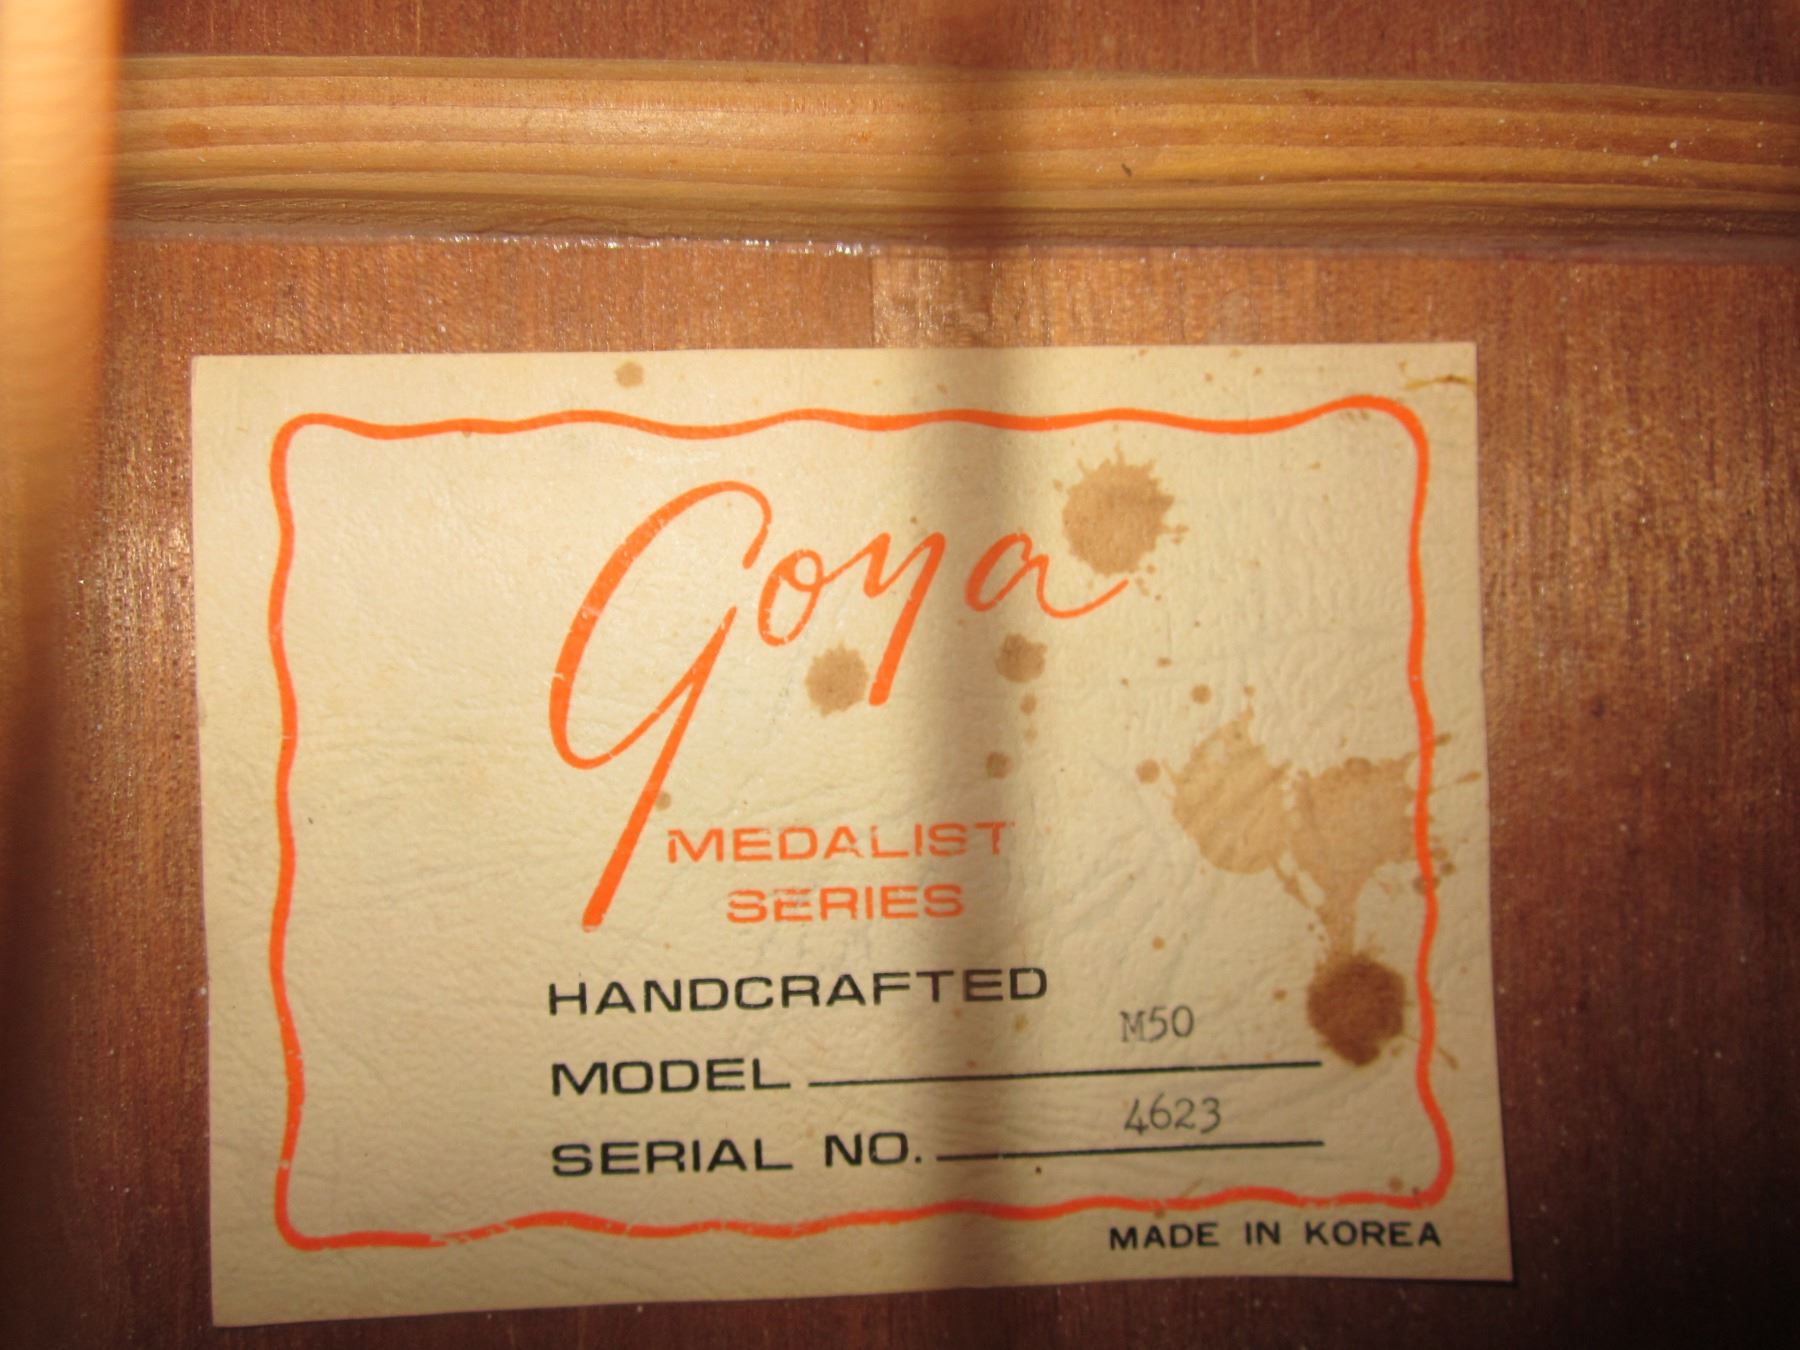 Goya
MEDALIST
SERIES
HANDCRAFTED
MODEL M50
SERIAL NO. 4623
MADE IN KOREA